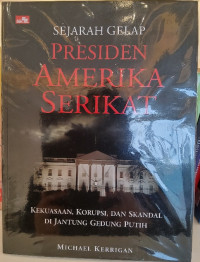 SEJARAH GELAP
PRESIDEN
AMERIKA
SERIKAT
KEKUASAAN, KORUPSI, DAN SKANDAL
DI JANTUNG GEDUNG PUTIH
MICHAEL KERRIGAN